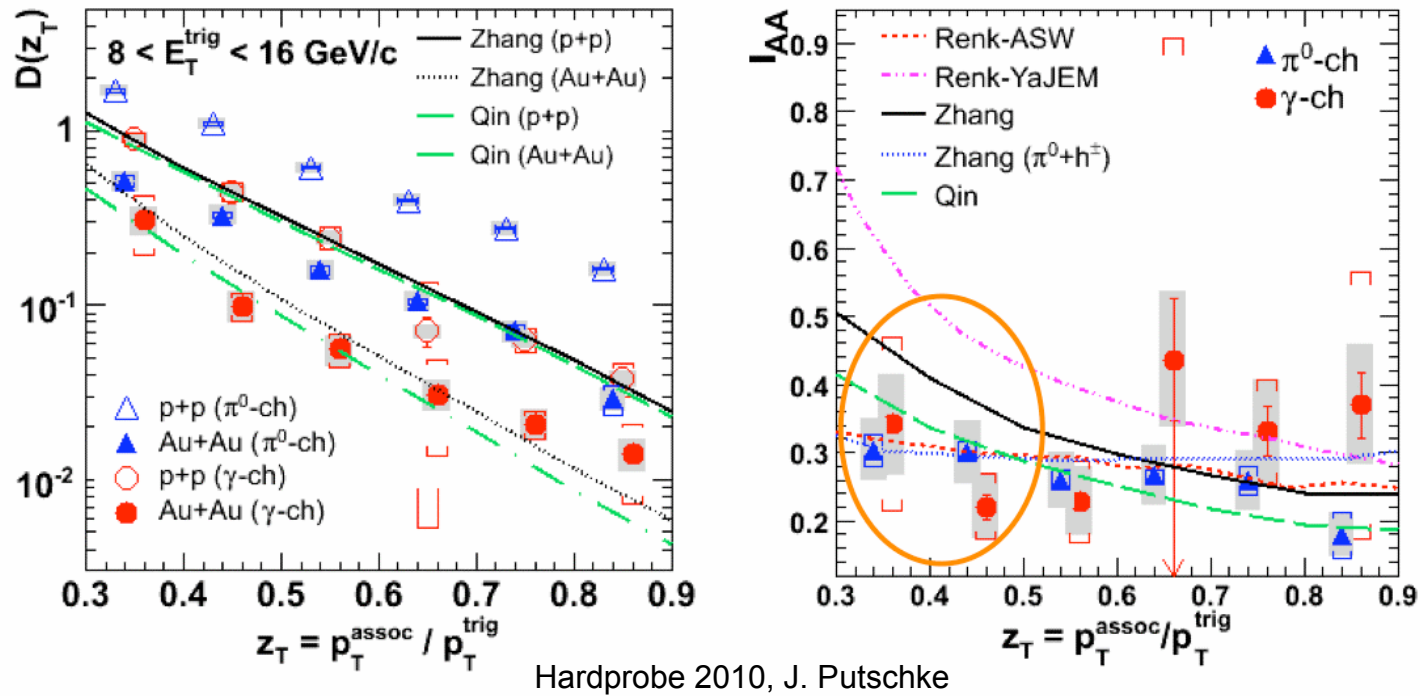 D(z_T)
8 < E_T^trig < 16 GeV/c
Zhang (p+p)
Zhang (Au+Au)
Qin (p+p)
Qin (Au+Au)
1
10^-1
10^-2
p+p (π^0-ch)
Au+Au (π^0-ch)
p+p (γ-ch)
Au+Au (γ-ch)
0.3 0.4 0.5 0.6 0.7 0.8 0.9
z_T = p_T^assoc / p_T^trig
I_AA
0.9
0.8
0.7
0.6
0.5
0.4
0.3
0.2
Renk-ASW
Renk-YaJEM
Zhang
Zhang (π^0+h^±)
Qin
π^0-ch
γ-ch
0.3 0.4 0.5 0.6 0.7 0.8 0.9
z_T = p_T^assoc/p_T^trig
Hardprobe 2010, J. Putschke